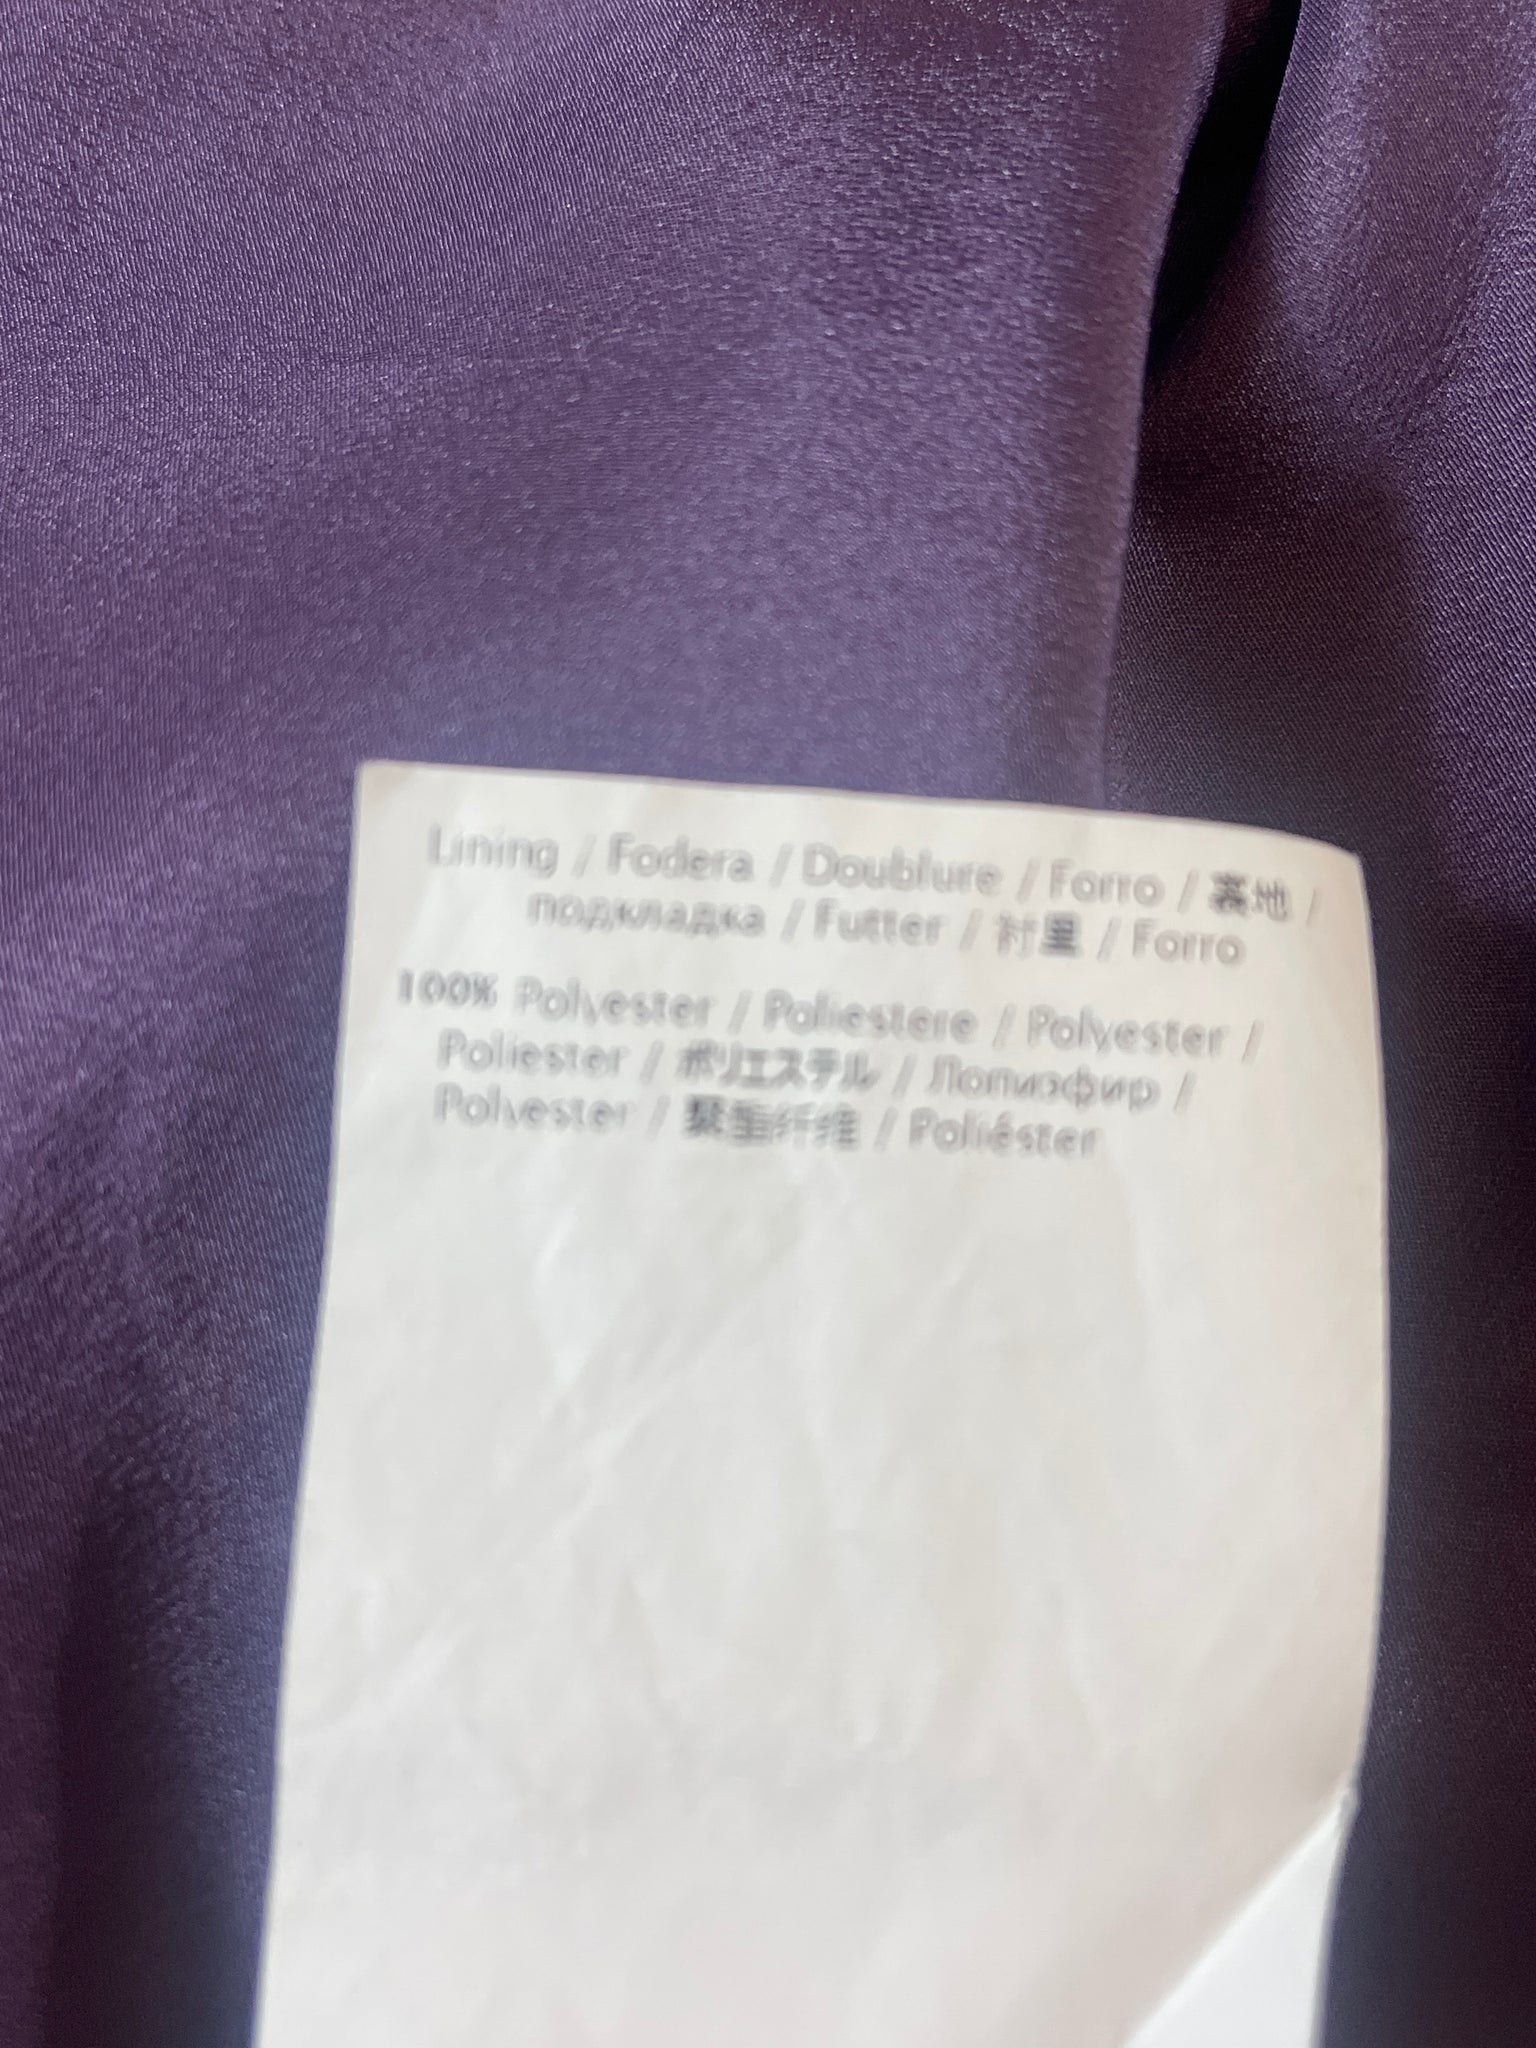 Lining / Fodera / Doublure / Forro / 裏地 /
подкладка / Futter / 衬里 / Forro
100% Polyester / Poliestere / Polyester /
Poliester / ポリエステル / Полиэфир /
Polyester / 聚酯纤维 / Poliéster